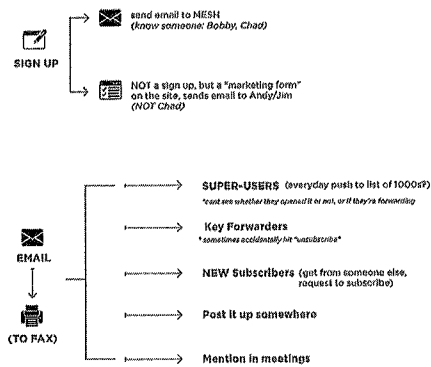 SIGN UP
send email to MESH
(know someone: Bobby, Chad)
NOT a sign up, but a "marketing form"
on the site, sends email to Andy/Jim
(NOT Chad)
EMAIL
(TO FAX)
SUPER-USERS (everyday push to list of 1000s?)
*cant see whether they opened it or not, or if they're forwarding
Key Forwarders
* sometimes accidentally hit "unsubscribe"
NEW Subscribers (get from someone else,
request to subscribe)
Post it up somewhere
Mention in meetings